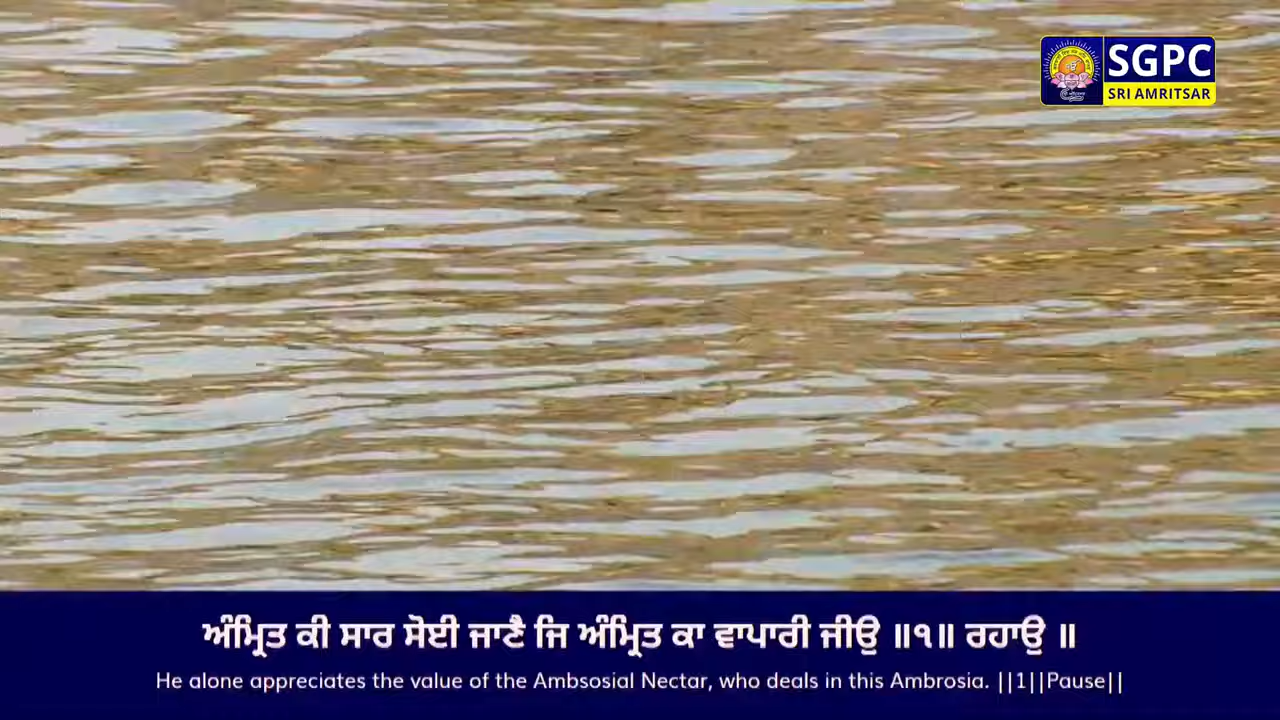 SGPC
SRI AMRITSAR
ਅੰਮ੍ਰਿਤ ਕੀ ਸਾਰ ਸੋਈ ਜਾਣੈ ਜਿ ਅੰਮ੍ਰਿਤ ਕਾ ਵਾਪਾਰੀ ਜੀਉ ॥੧॥ ਰਹਾਉ ॥
He alone appreciates the value of the Ambsosial Nectar, who deals in this Ambrosia. ||1||Pause||